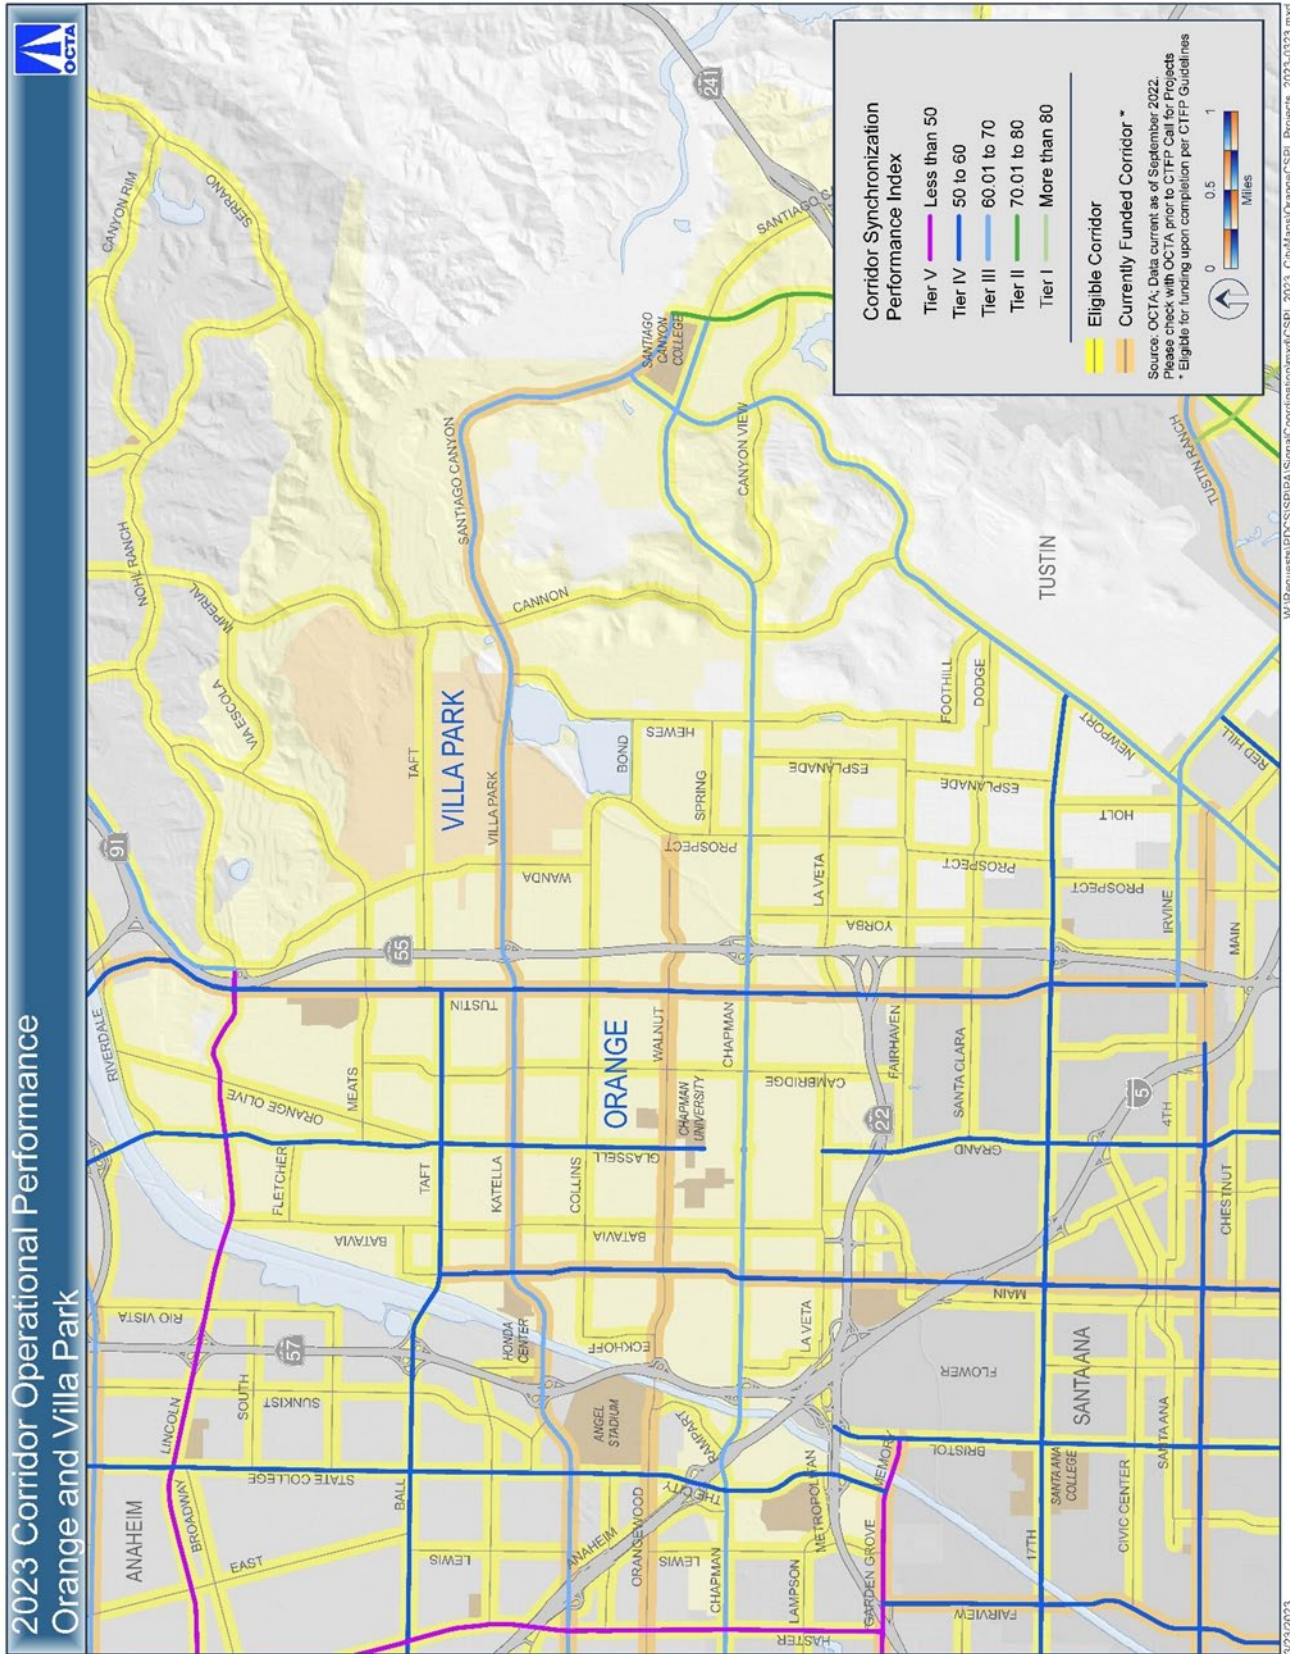 2023 Corridor Operational Performance
Orange and Villa Park
OCTA
CANYON RIM
SERRANO
NOHL RANCH
IMPERIAL
VIA ESCOLA
91
RIVERDALE
ORANGE OLIVE
MEATS
FLETCHER
RIO VISTA
LINCOLN
BROADWAY
ANAHEIM
SOUTH
57
SUNKIST
STATE COLLEGE
EAST
BALL
BATAVIA
TAFT
55
TAFT
TUSTIN
VILLA PARK
VILLA PARK
SANTIAGO CANYON
241
SANTIAGO C
SANTIAGO
CANYON
COLLEGE
CANNON
CANYON VIEW
WANDA
KATELLA
HONDA
CENTER
COLLINS
ORANGE
BOND
HEWES
SPRING
PROSPECT
WALNUT
GLASSELL
BATAVIA
ECKHOFF
ANGEL
STADIUM
LEWIS
ANAHEIM
ORANGEWOOD
LEWIS
RAMPART
THE CITY
CHAPMAN
UNIVERSITY
CHAPMAN
CHAPMAN
ESPLANADE
LA VETA
YORBA
CAMBRIDGE
LA VETA
LAMPSON
METROPOLITAN
HASTER
GARDEN GROVE
MEMORY
22
FAIRHAVEN
FOOTHILL
DODGE
ESPLANADE
PROSPECT
SANTA CLARA
GRAND
MAIN
FLOWER
BRISTOL
FAIRVIEW
17TH
SANTA ANA
COLLEGE
SANTA ANA
CIVIC CENTER
SANTA ANA
CHESTNUT
4TH
5
MAIN
IRVINE
PROSPECT
HOLT
NEWPORT
RED HILL
TUSTIN
TUSTIN RANCH
Corridor Synchronization
Performance Index
Tier V Less than 50
Tier IV 50 to 60
Tier III 60.01 to 70
Tier II 70.01 to 80
Tier I More than 80
Eligible Corridor
Currently Funded Corridor *
Source: OCTA; Data current as of September 2022.
Please check with OCTA prior to CTFP Call for Projects
* Eligible for funding upon completion per CTFP Guidelines
0 0.5 1
Miles
3/23/2023